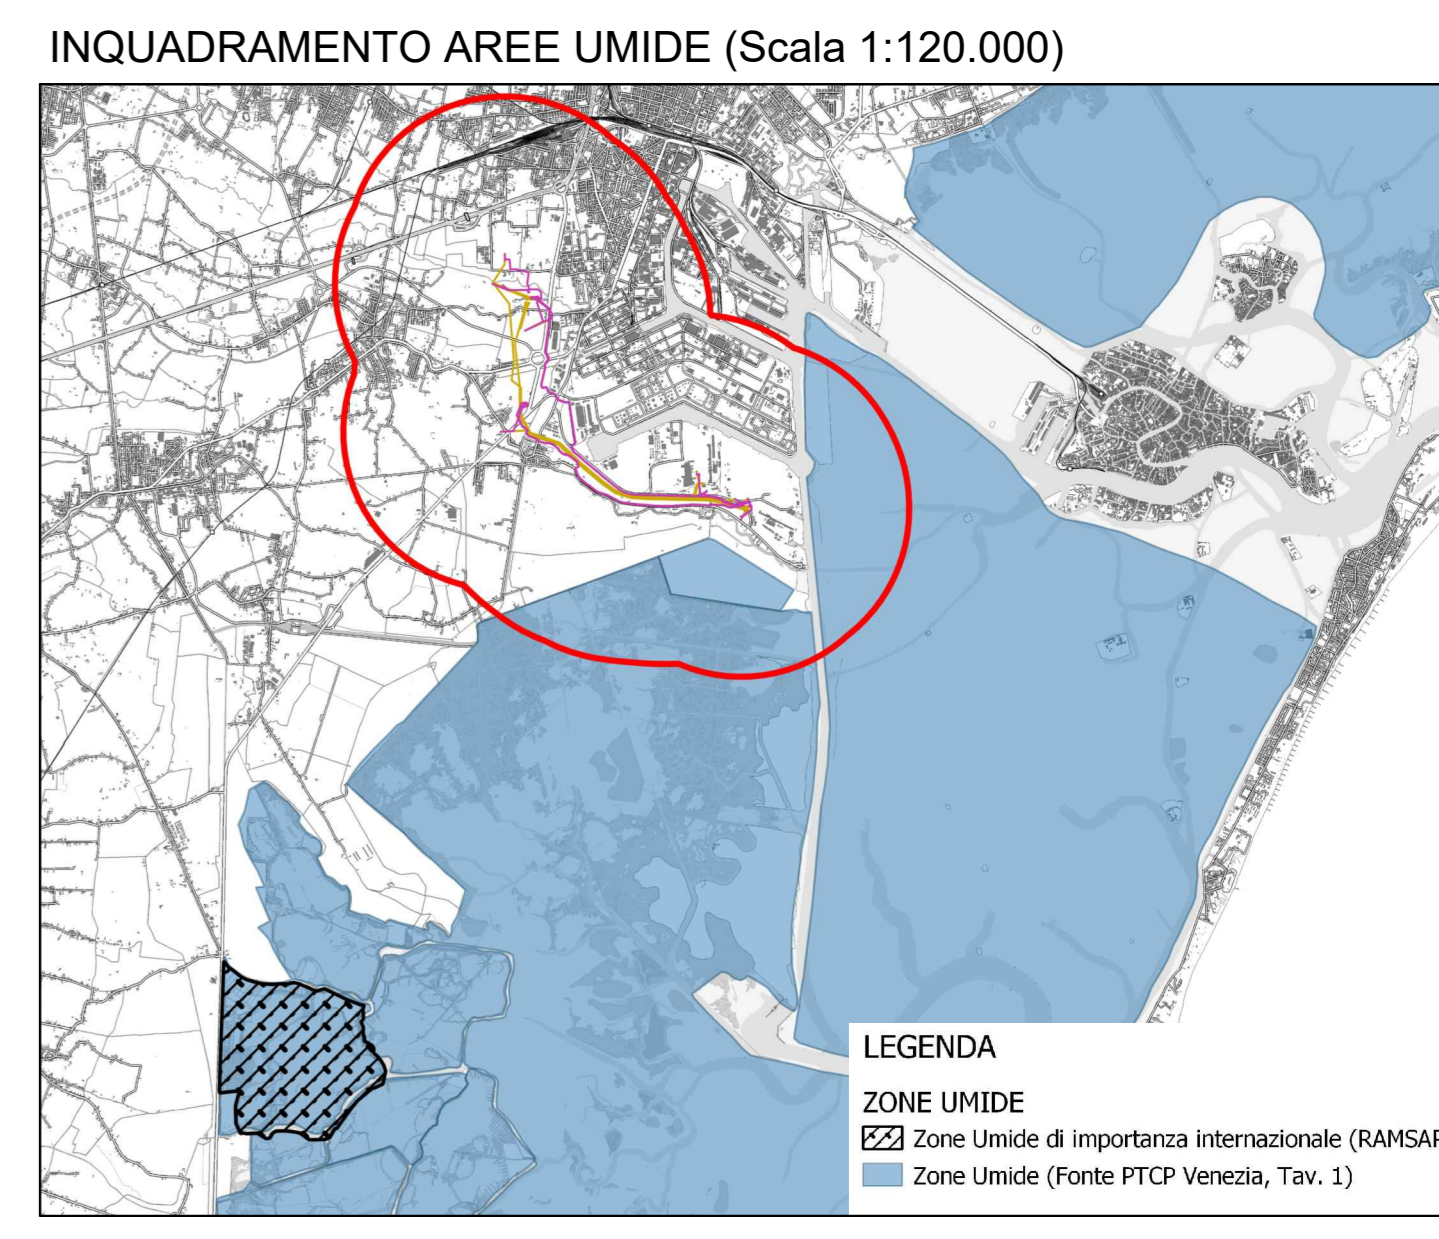 INQUADRAMENTO AREE UMIDE (Scala 1:120.000)
LEGENDA
ZONE UMIDE
Zone Umide di importanza internazionale (RAMSAR
Zone Umide (Fonte PTCP Venezia, Tav. 1)